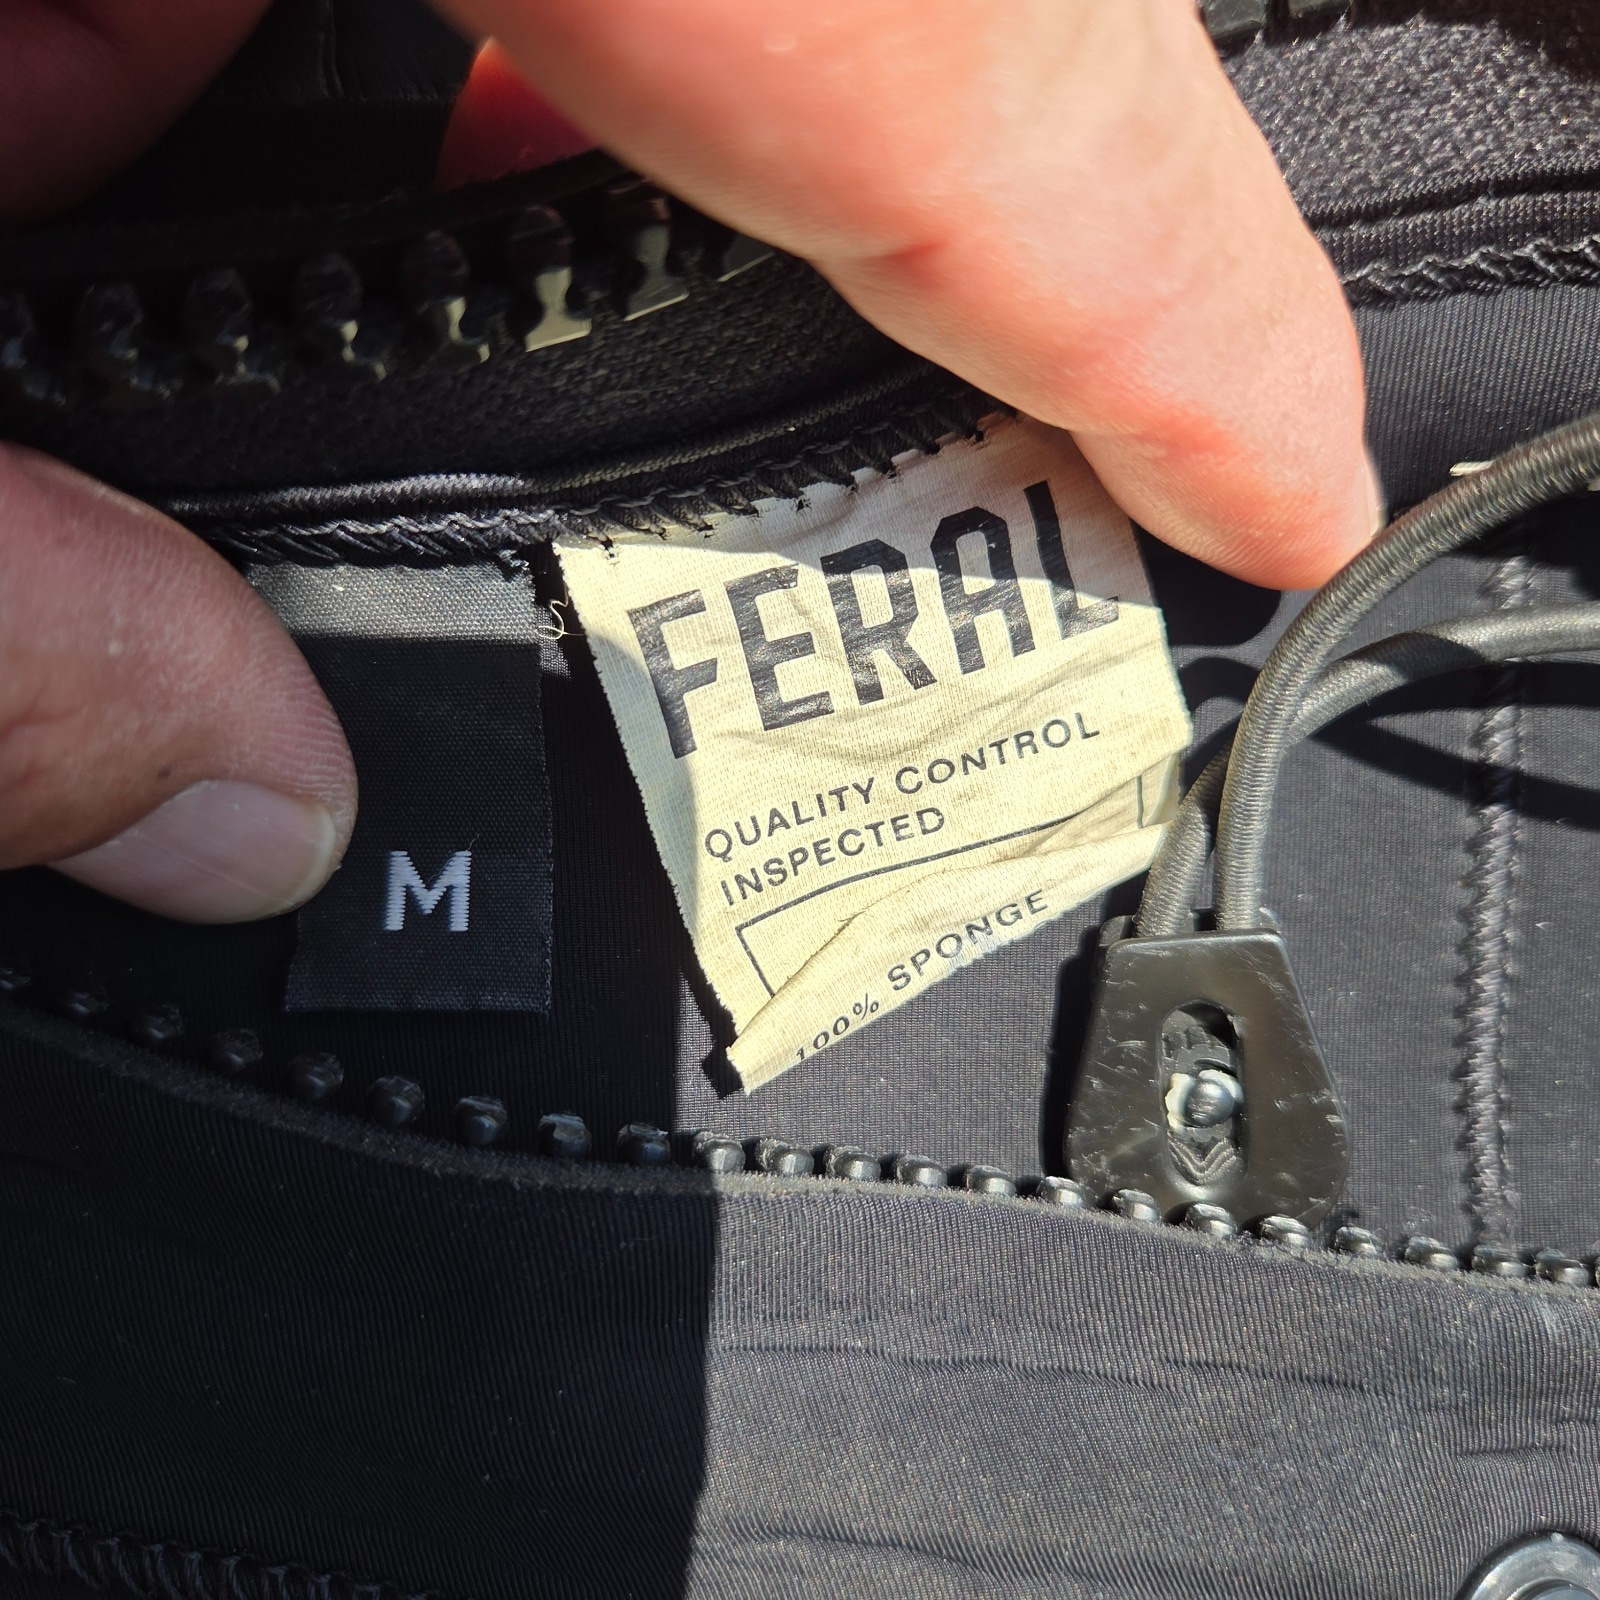 M
FERAL
QUALITY CONTROL
INSPECTED
100% SPONGE